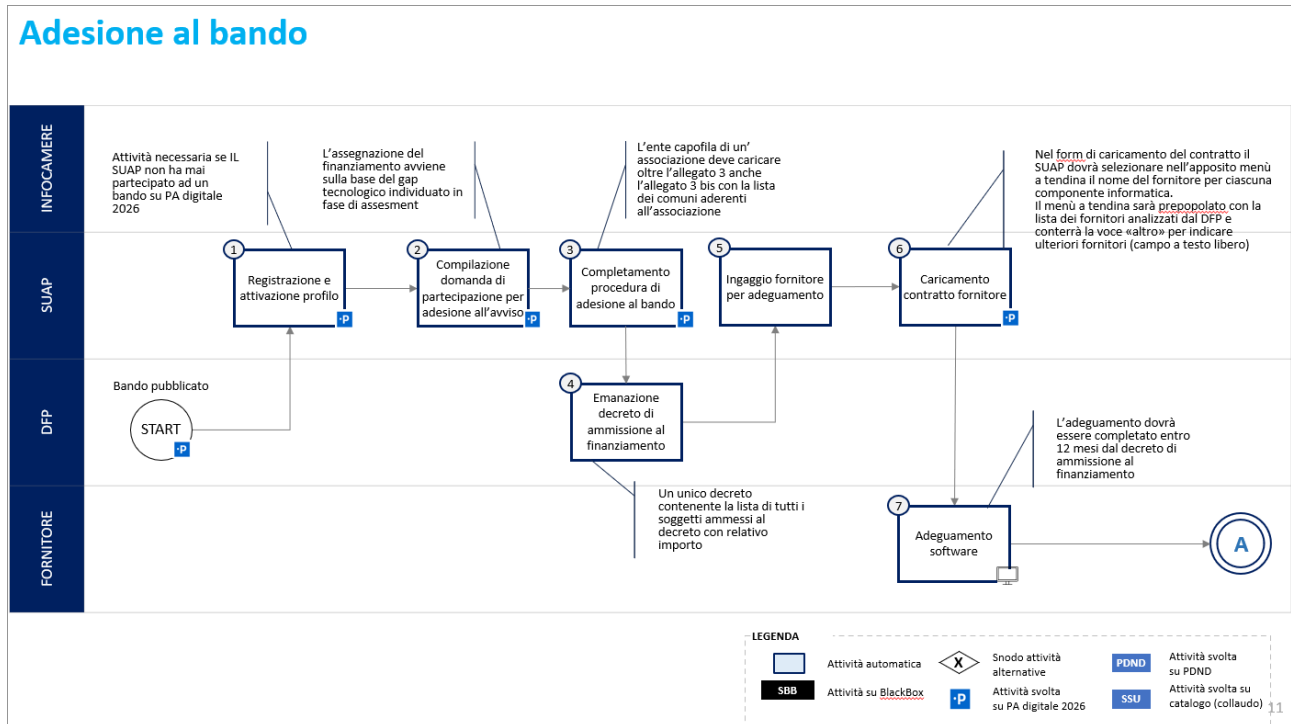 Adesione al bando
INFOCAMERE
Attività necessaria se IL
SUAP non ha mai
partecipato ad un
bando su PA digitale
2026
L'assegnazione del
finanziamento avviene
sulla base del gap
tecnologico individuato in
fase di assesment
L'ente capofila di un'
associazione deve caricare
oltre l'allegato 3 anche
l'allegato 3 bis con la lista
dei comuni aderenti
all'associazione
Nel form di caricamento del contratto il
SUAP dovrà selezionare nell'apposito menù
a tendina il nome del fornitore per ciascuna
componente informatica.
Il menù a tendina sarà prepopolato con la
lista dei fornitori analizzati dal DFP e
conterrà la voce «altro» per indicare
ulteriori fornitori (campo a testo libero)
SUAP
1
Registrazione e
attivazione profilo
·P
2
Compilazione
domanda di
partecipazione per
adesione all'avviso
·P
3
Completamento
procedura di
adesione al bando
·P
5
Ingaggio fornitore
per adeguamento
6
Caricamento
contratto fornitore
·P
DFP
Bando pubblicato
START
·P
4
Emanazione
decreto di
ammissione al
finanziamento
L'adeguamento dovrà
essere completato entro
12 mesi dal decreto di
ammissione al
finanziamento
FORNITORE
Un unico decreto
contenente la lista di tutti i
soggetti ammessi al
decreto con relativo
importo
7
Adeguamento
software
A
LEGENDA
Attività automatica
X
Snodo attività
alternative
PDND
Attività svolta
su PDND
SBB
Attività su BlackBox
·P
Attività svolta
su PA digitale 2026
SSU
Attività svolta su
catalogo (collaudo)
11